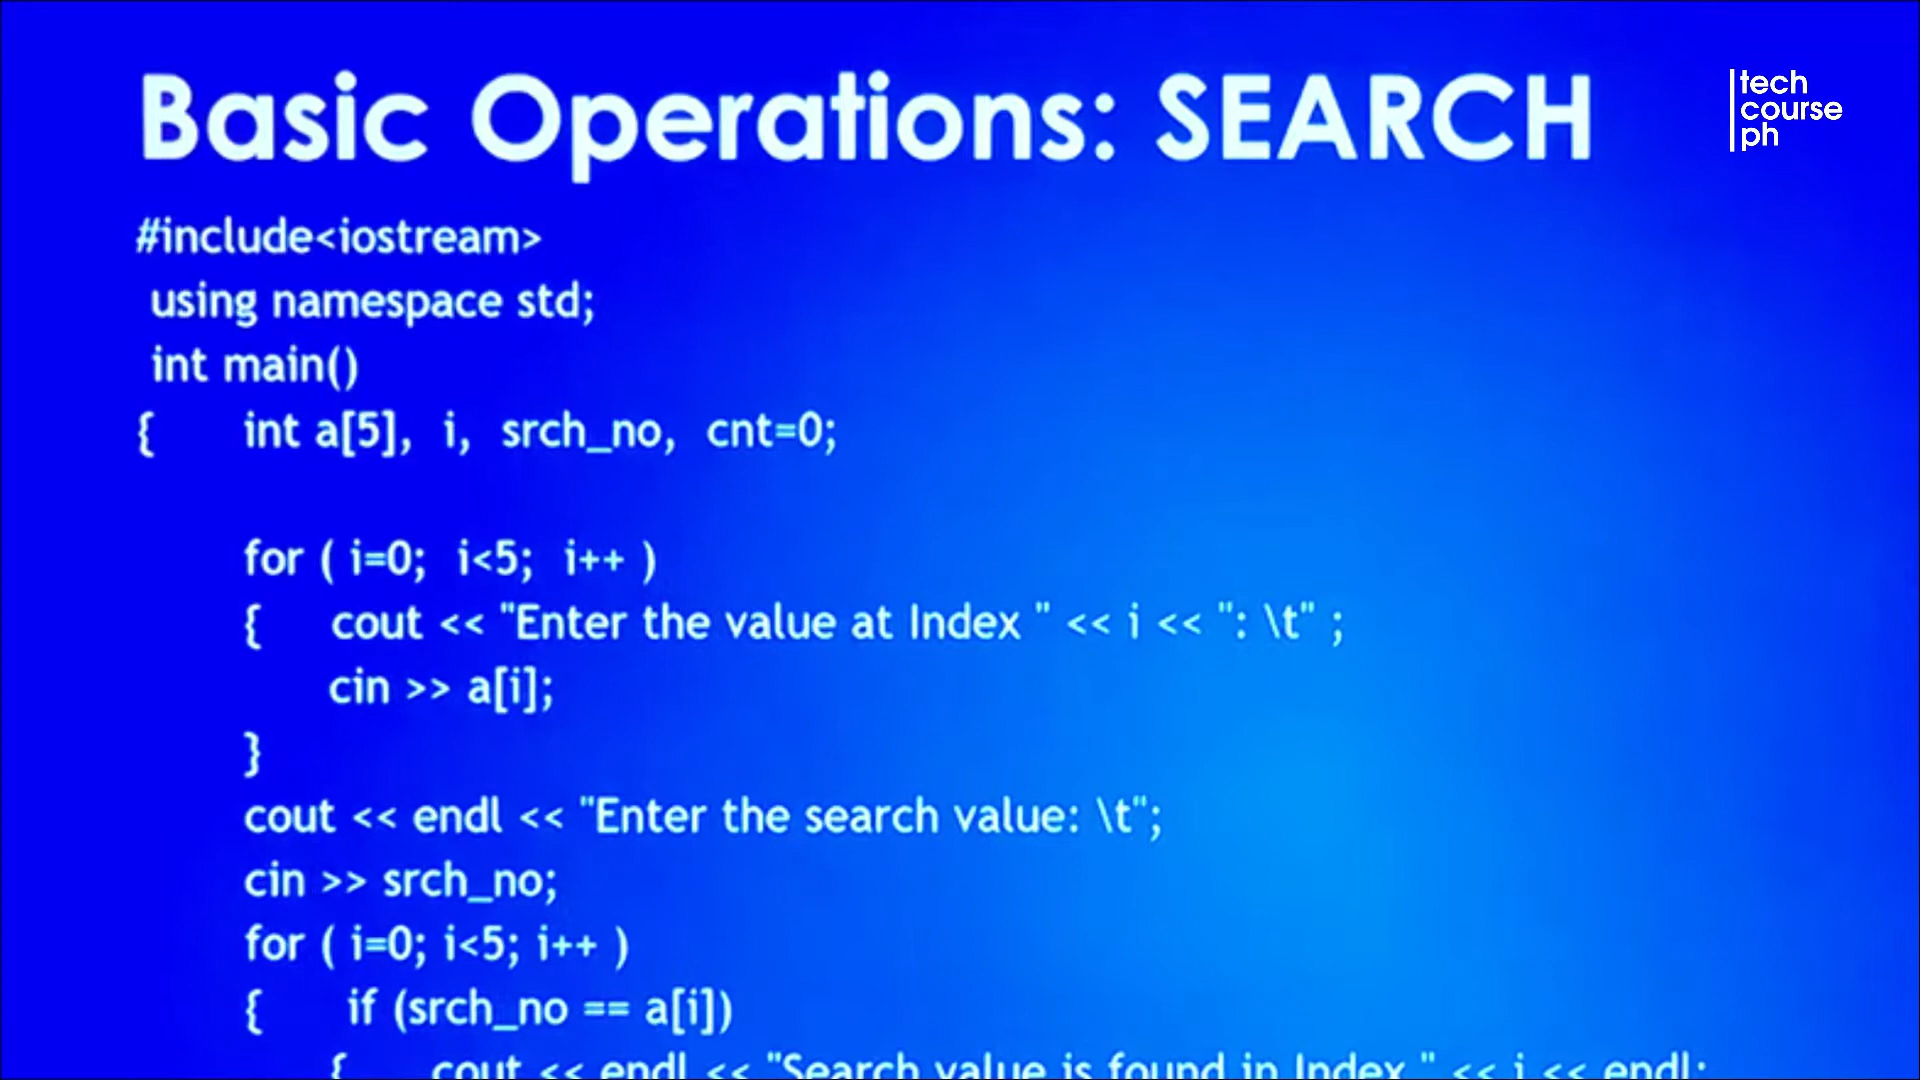 Basic Operations: SEARCH
tech
course
ph
#include<iostream>
using namespace std;
int main()
{ int a[5], i, srch_no, cnt=0;
for ( i=0; i<5; i++ )
{ cout << "Enter the value at Index " << i << ": \t" ;
cin >> a[i];
}
cout << endl << "Enter the search value: \t";
cin >> srch_no;
for ( i=0; i<5; i++ )
{ if (srch_no == a[i])
{ cout << endl << "Search value is found in Index " << i << endl;